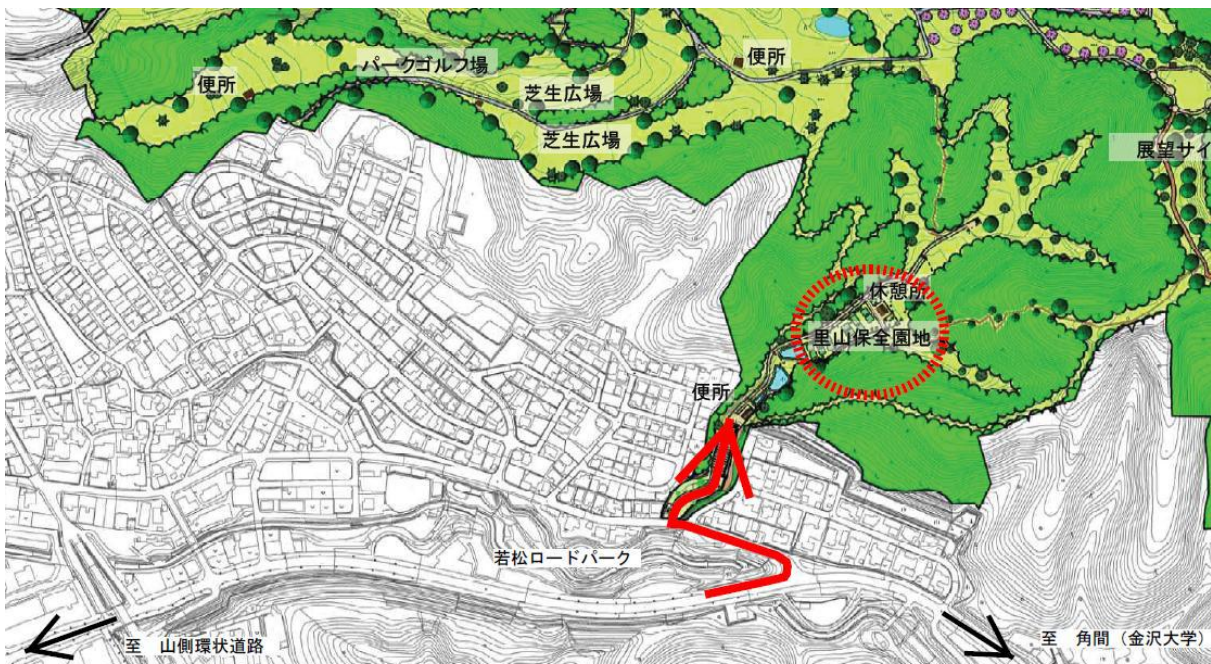 便所
パークゴルフ場
便所
芝生広場
芝生広場
展望サイ
休憩所
里山保全園地
便所
若松ロードパーク
至　山側環状道路
至　角間（金沢大学）